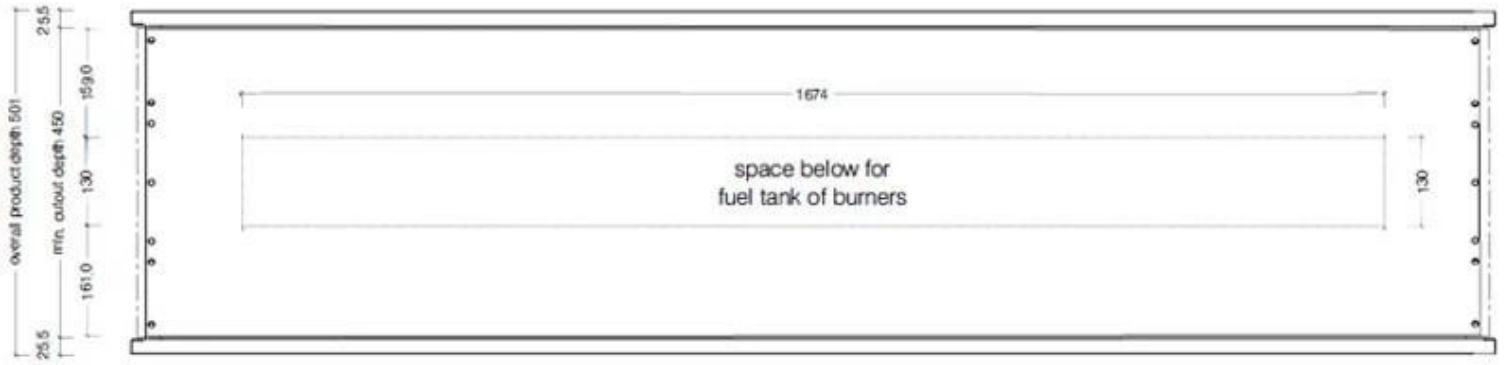 overall product depth 501
25.5
min. cutout depth 450
25.5
159.0
130
161.0
1674
space below for
fuel tank of burners
130